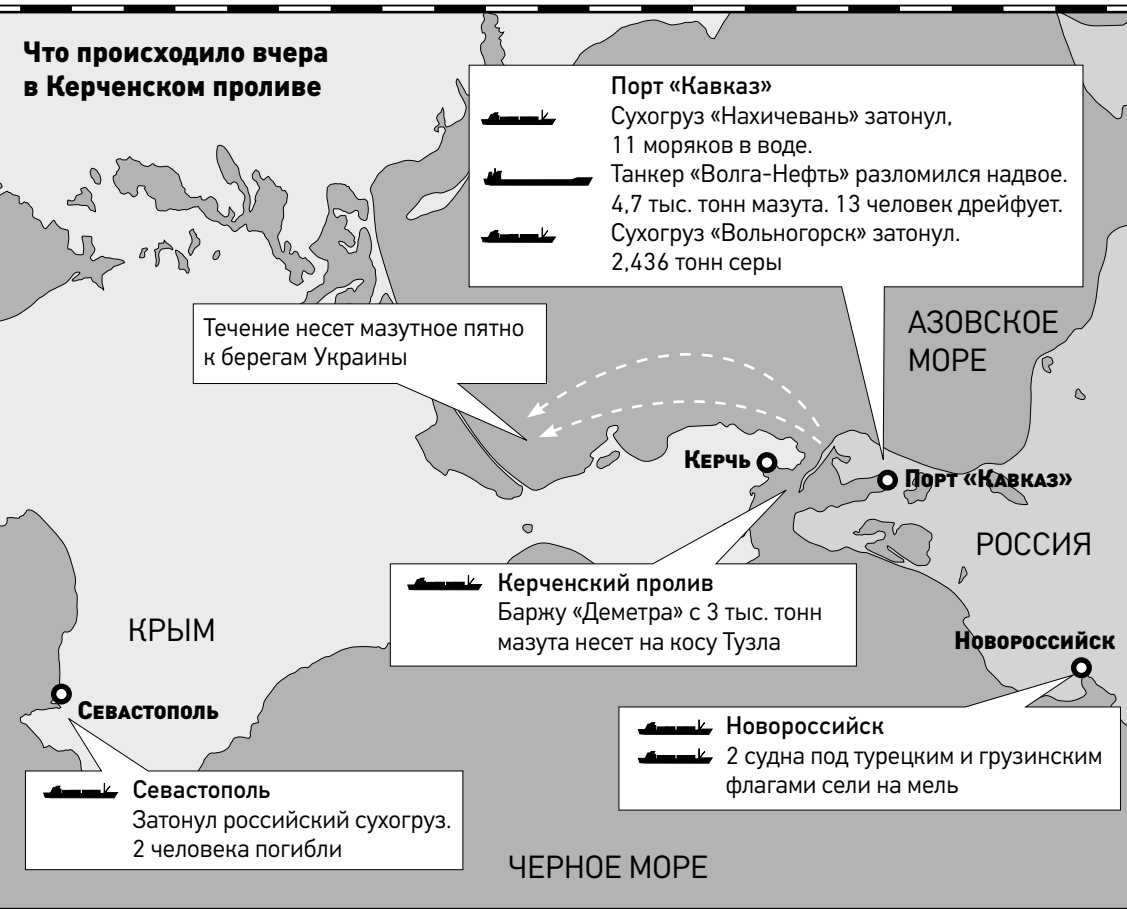 Что происходило вчера
в Керченском проливе
Порт «Кавказ»
Сухогруз «Нахичевань» затонул,
11 моряков в воде.
Танкер «Волга-Нефть» разломился надвое.
4,7 тыс. тонн мазута. 13 человек дрейфует.
Сухогруз «Вольногорск» затонул.
2,436 тонн серы
Течение несет мазутное пятно
к берегам Украины
АЗОВСКОЕ
МОРЕ
Керчь
Порт «Кавказ»
РОССИЯ
Керченский пролив
Баржу «Деметра» с 3 тыс. тонн
мазута несет на косу Тузла
КРЫМ
Новороссийск
Севастополь
Новороссийск
2 судна под турецким и грузинским
флагами сели на мель
Севастополь
Затонул российский сухогруз.
2 человека погибли
ЧЕРНОЕ МОРЕ